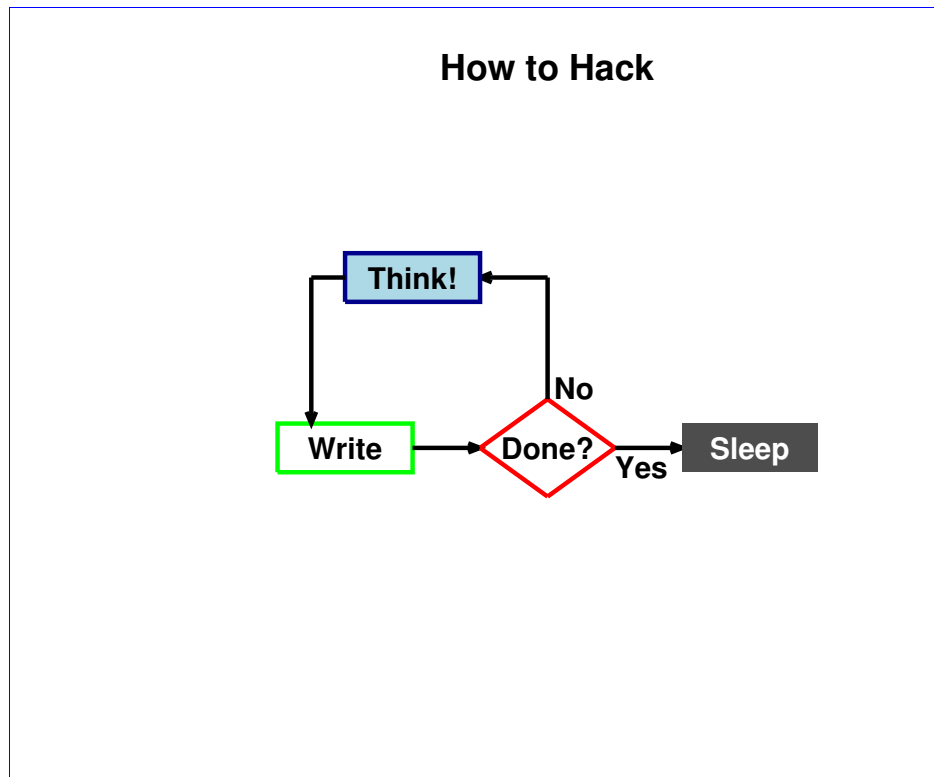 How to Hack
Think!
No
Write
Done?
Sleep
Yes